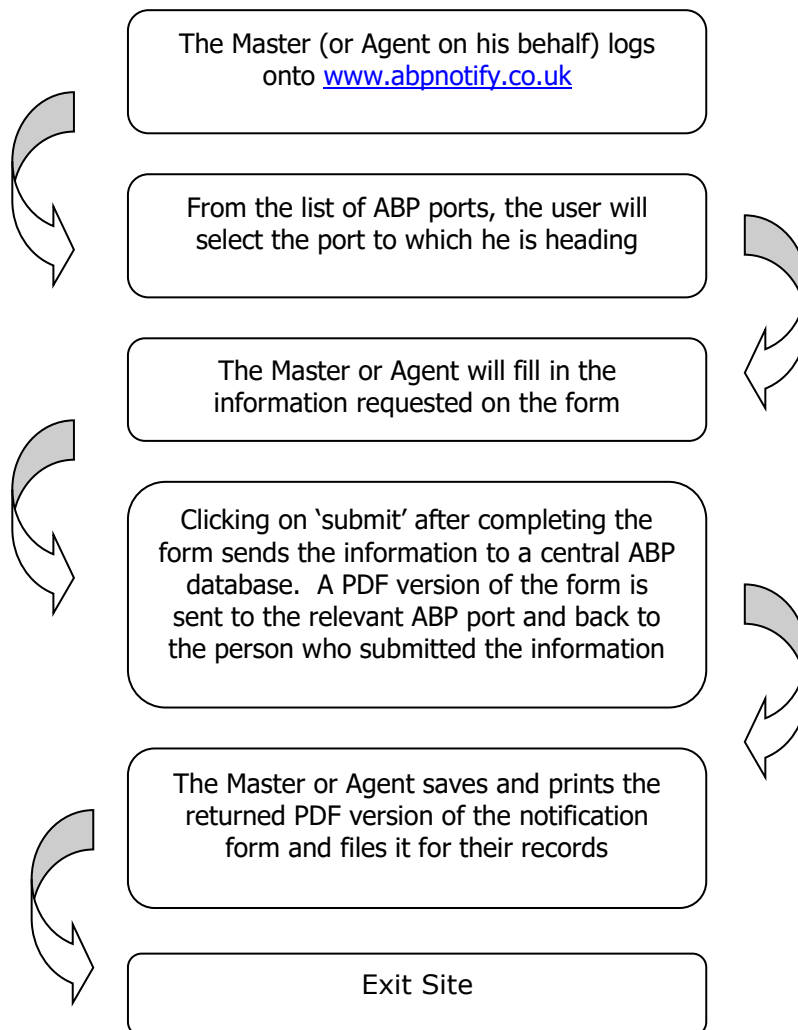 The Master (or Agent on his behalf) logs
onto www.abpnotify.co.uk
From the list of ABP ports, the user will
select the port to which he is heading
The Master or Agent will fill in the
information requested on the form
Clicking on ‘submit’ after completing the
form sends the information to a central ABP
database.  A PDF version of the form is
sent to the relevant ABP port and back to
the person who submitted the information
The Master or Agent saves and prints the
returned PDF version of the notification
form and files it for their records
Exit Site